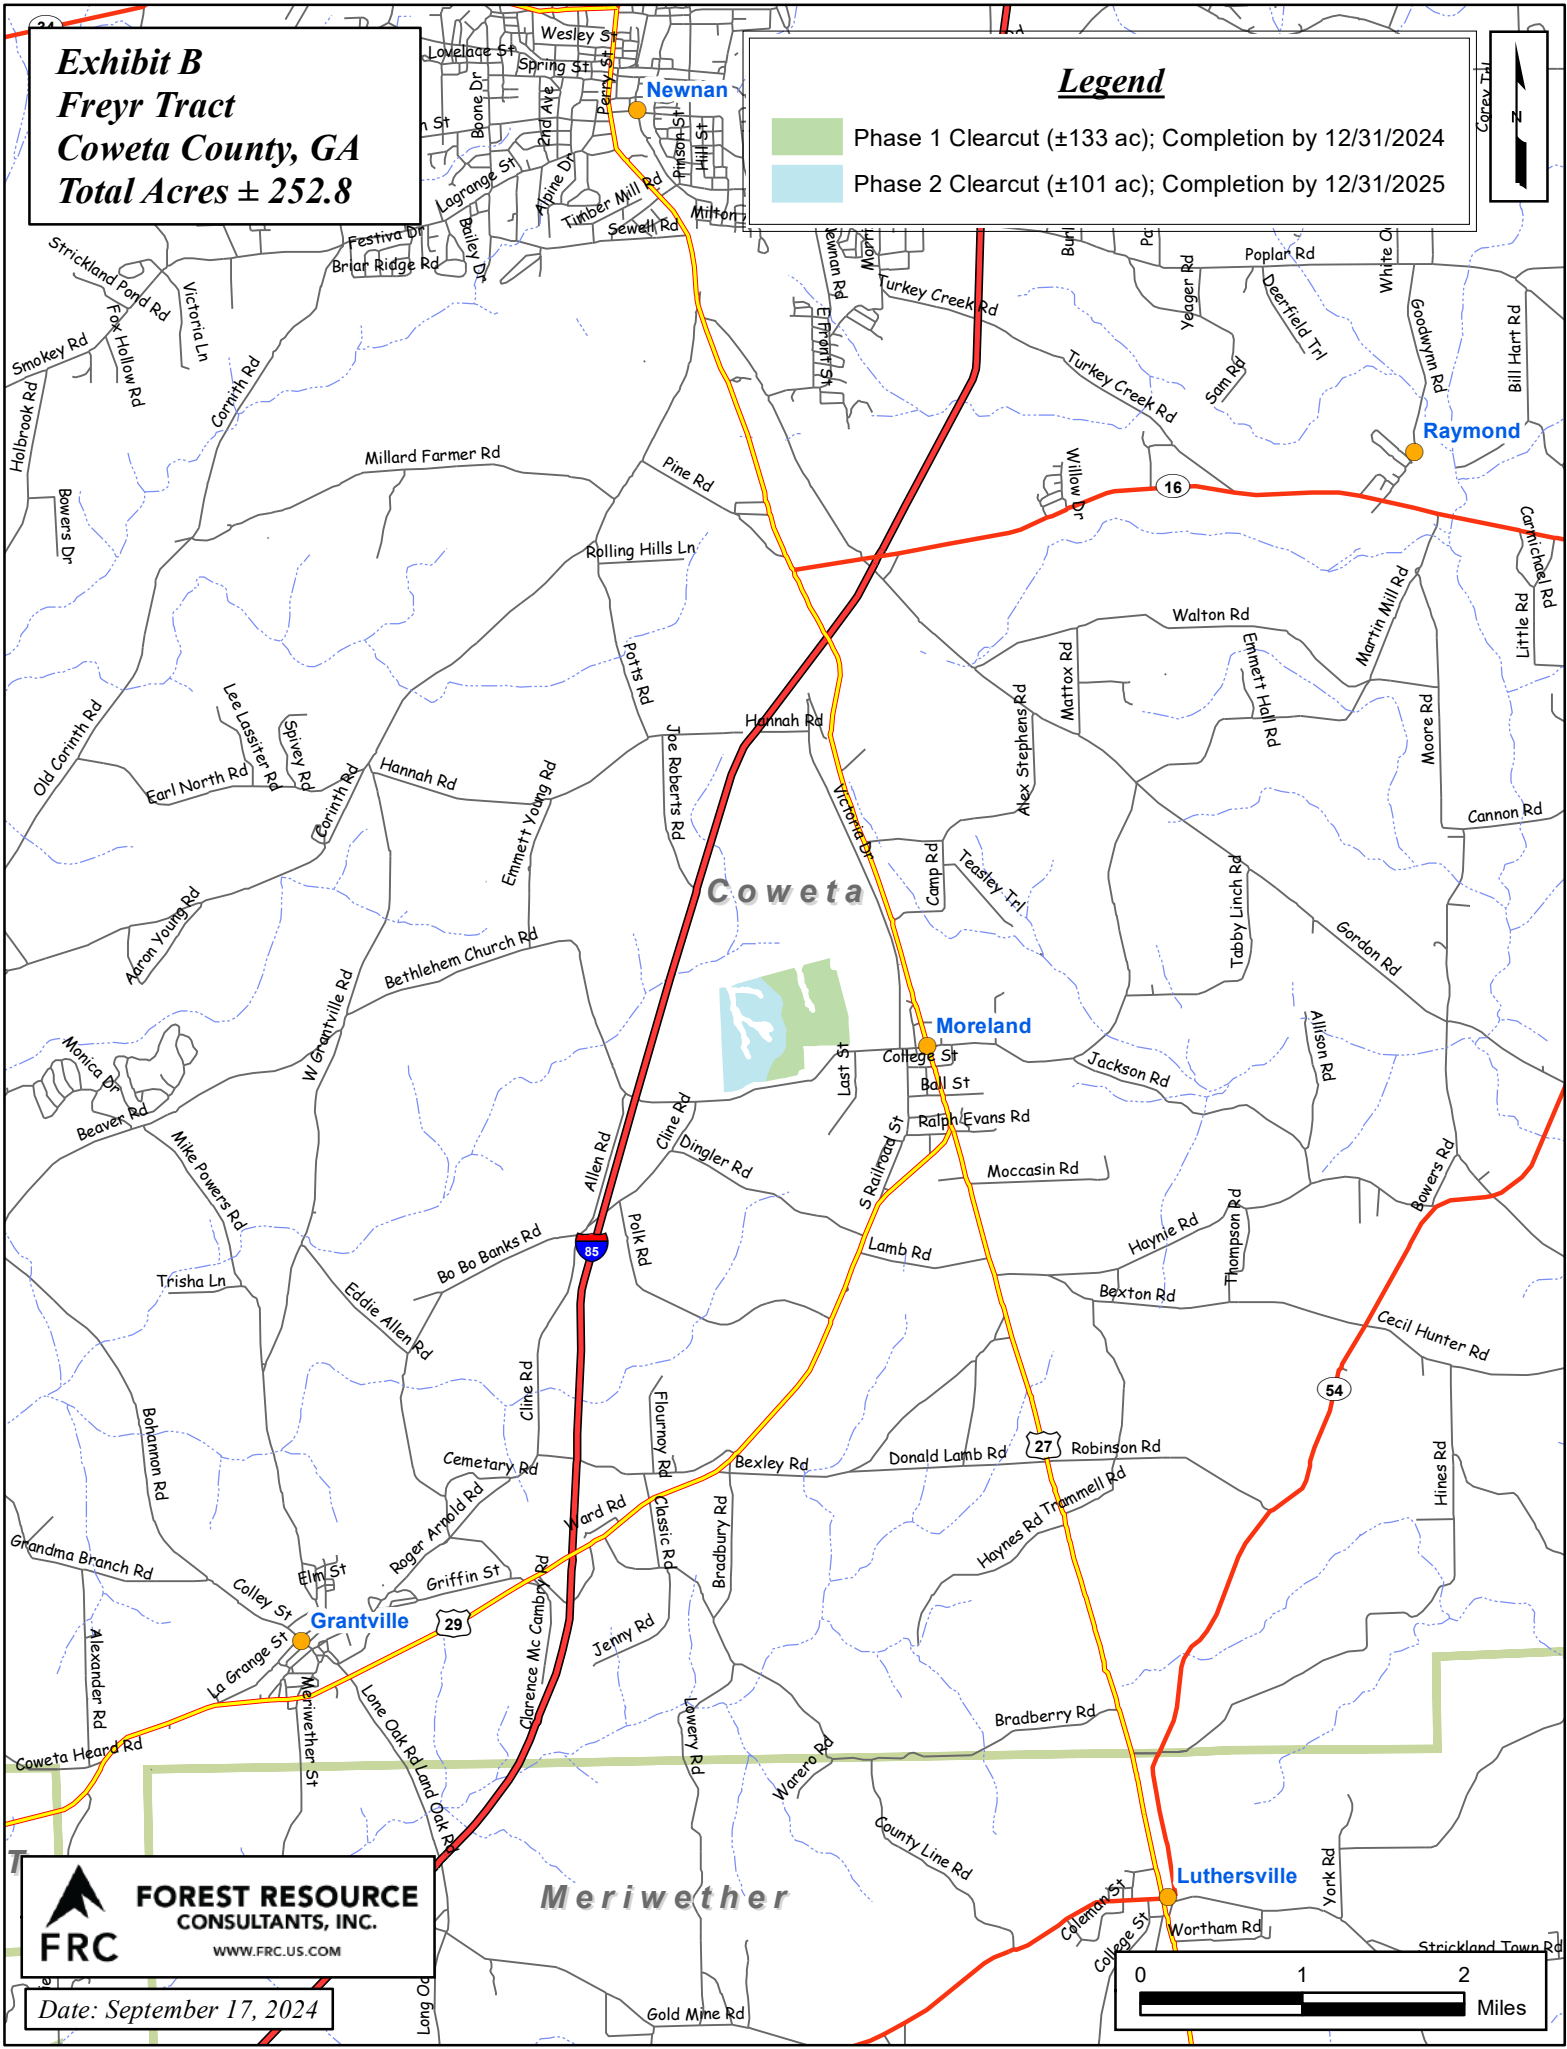 24
Exhibit B
Freyr Tract
Coweta County, GA
Total Acres ± 252.8
Legend
Phase 1 Clearcut (±133 ac); Completion by 12/31/2024
Phase 2 Clearcut (±101 ac); Completion by 12/31/2025
N
Corey Trl
Wesley St
Lovelace St
Spring St
Perry St
Boone Dr
2nd Ave
Newnan
Pinson St
Hill St
Lagrange St
Alpine Dr
Timber Mill Rd
Milton
Sewell Rd
Festiva Dr
Bailey Dr
Briar Ridge Rd
Strickland Pond Rd
Victoria Ln
Fox Hollow Rd
Smokey Rd
Holbrook Rd
Cornith Rd
Turkey Creek Rd
E Front St
Poplar Rd
Yeager Rd
Deerfield Trl
Goodwynn Rd
Bill Hart Rd
Turkey Creek Rd
Sam Rd
Raymond
Millard Farmer Rd
Pine Rd
Willow Dr
16
Bowers Dr
Rolling Hills Ln
Carmichael Rd
Martin Mill Rd
Little Rd
Walton Rd
Emmett Hall Rd
Mattox Rd
Potts Rd
Alex Stephens Rd
Moore Rd
Old Corinth Rd
Lee Lassiter Rd
Spivey Rd
Hannah Rd
Joe Roberts Rd
Earl North Rd
Hannah Rd
Corinth Rd
Emmett Young Rd
Victoria Dr
Cannon Rd
Camp Rd
Teasley Trl
Tabby Linch Rd
Coweta
Aaron Young Rd
Bethlehem Church Rd
Gordon Rd
W Grantville Rd
Moreland
Allison Rd
Monica Dr
College St
Last St
Jackson Rd
Ball St
Beaver Rd
Cline Rd
Ralph Evans Rd
Mike Powers Rd
Allen Rd
Dingler Rd
S Railroad St
Moccasin Rd
Bowers Rd
Polk Rd
Thompson Rd
Haynie Rd
85
Bo Bo Banks Rd
Lamb Rd
Trisha Ln
Eddie Allen Rd
Bexton Rd
Cecil Hunter Rd
Cline Rd
54
Bohannon Rd
Flournoy Rd
27
Robinson Rd
Donald Lamb Rd
Cemetary Rd
Bexley Rd
Hines Rd
Roger Arnold Rd
Ward Rd
Classic Rd
Bradbury Rd
Haynes Rd
Trammell Rd
Grandma Branch Rd
Elm St
Griffin St
Colley St
Grantville
29
Clarence Mc Cambry Rd
Jenny Rd
Alexander Rd
La Grange St
Meriwether St
Lone Oak Rd
Land Oak Rd
Lowery Rd
Bradberry Rd
Coweta Heard Rd
Warero Rd
County Line Rd
T
York Rd
Luthersville
Meriwether
Coleman St
College St
Wortham Rd
Strickland Town Rd
FRC
FOREST RESOURCE
CONSULTANTS, INC.
WWW.FRC.US.COM
Date: September 17, 2024
Gold Mine Rd
0 1 2
Miles